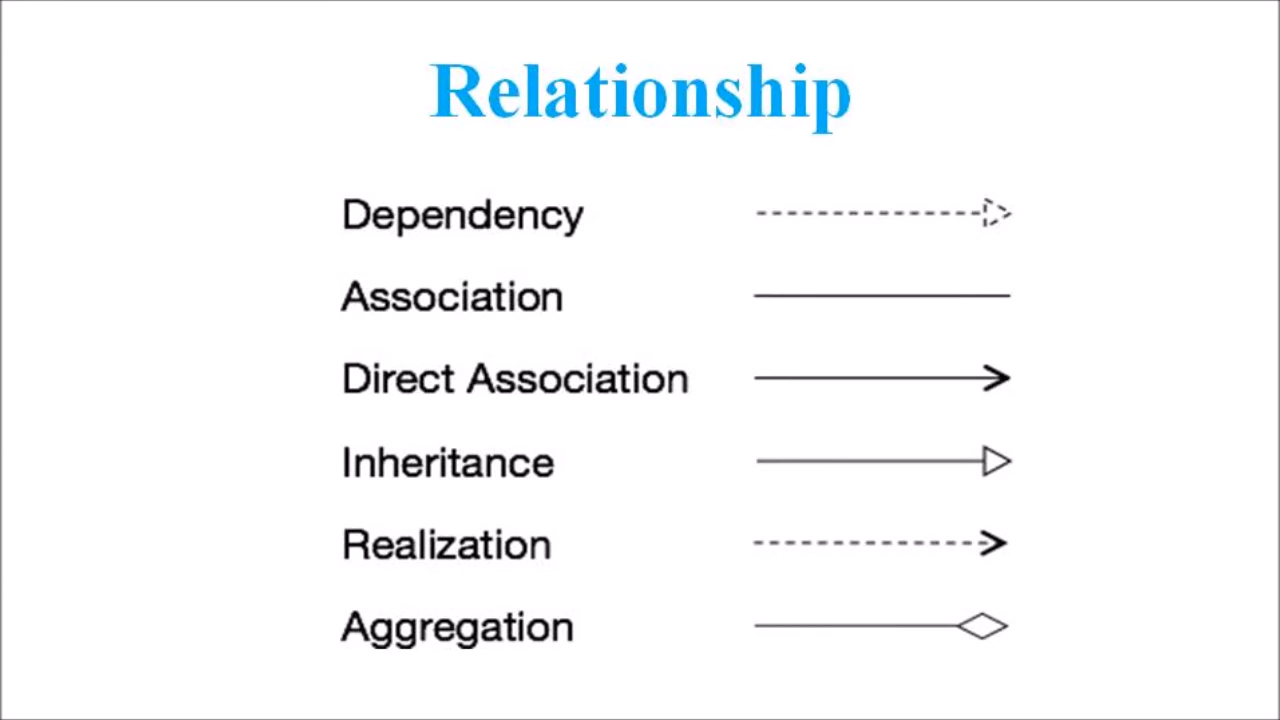 Relationship
Dependency
Association
Direct Association
Inheritance
Realization
Aggregation